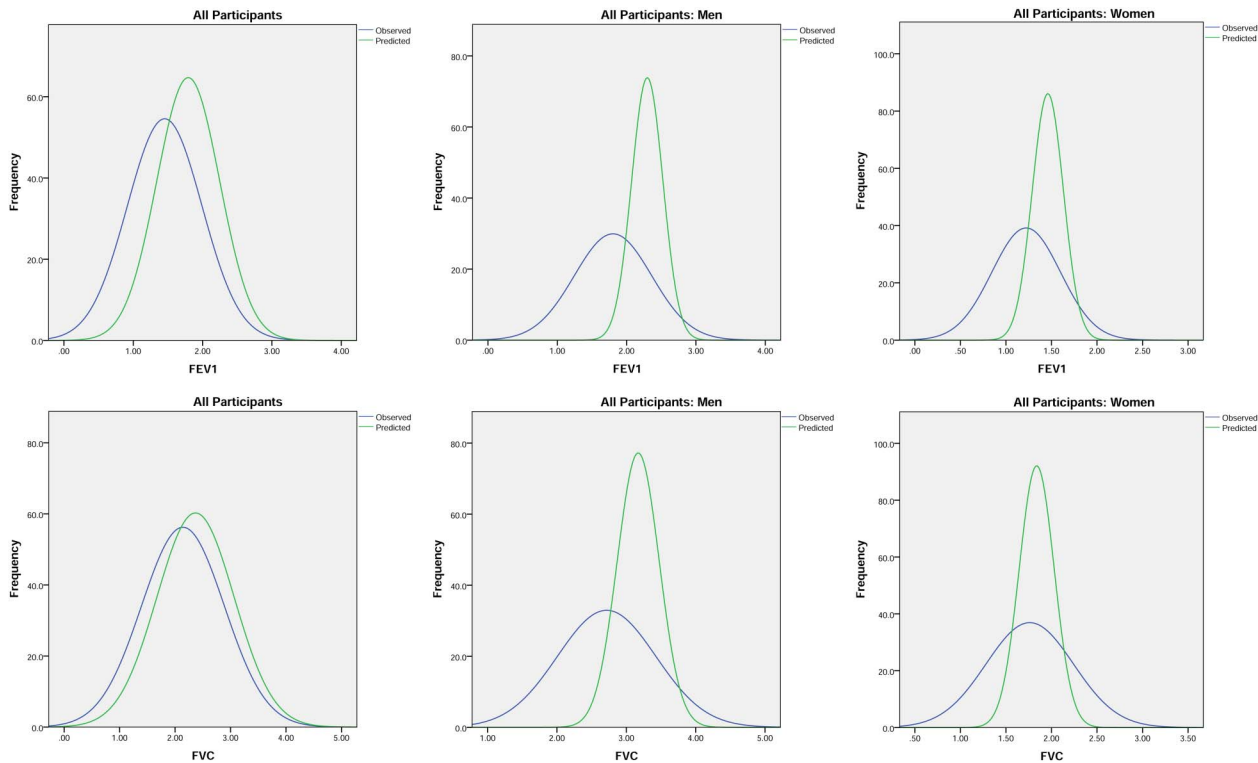 All Participants
Observed
Predicted
Frequency
60.0
40.0
20.0
0.0
.00 1.00 2.00 3.00 4.00
FEV1
All Participants: Men
Observed
Predicted
Frequency
80.0
60.0
40.0
20.0
0.0
.00 1.00 2.00 3.00 4.00
FEV1
All Participants: Women
Observed
Predicted
Frequency
100.0
80.0
60.0
40.0
20.0
0.0
.00 .50 1.00 1.50 2.00 2.50 3.00
FEV1
All Participants
Observed
Predicted
Frequency
80.0
60.0
40.0
20.0
0.0
.00 1.00 2.00 3.00 4.00 5.00
FVC
All Participants: Men
Observed
Predicted
Frequency
80.0
60.0
40.0
20.0
0.0
1.00 2.00 3.00 4.00 5.00
FVC
All Participants: Women
Observed
Predicted
Frequency
100.0
80.0
60.0
40.0
20.0
0.0
.50 1.00 1.50 2.00 2.50 3.00 3.50
FVC